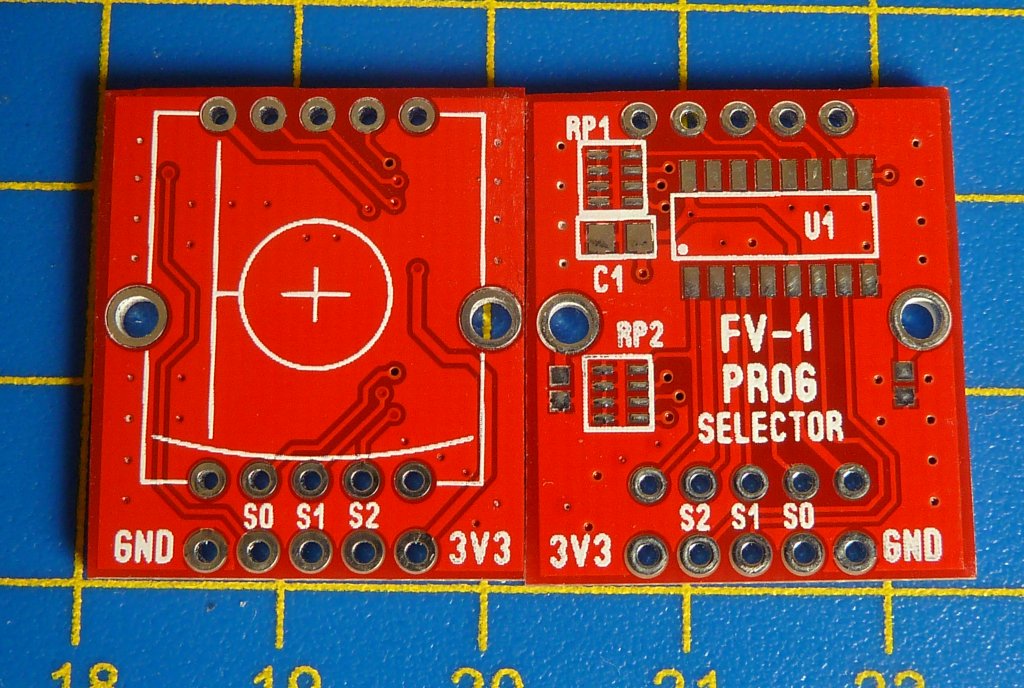 S0 S1 S2
GND 3V3
RP1
U1
C1
RP2
FV-1
PROG
SELECTOR
S2 S1 S0
3V3 GND
18 19 20 21 22